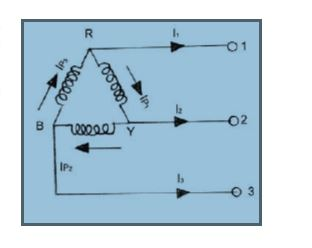 R I₁ 1
Iₚ₃ Iₚ₁
B Y I₂ 2
Iₚ₂
I₃ 3